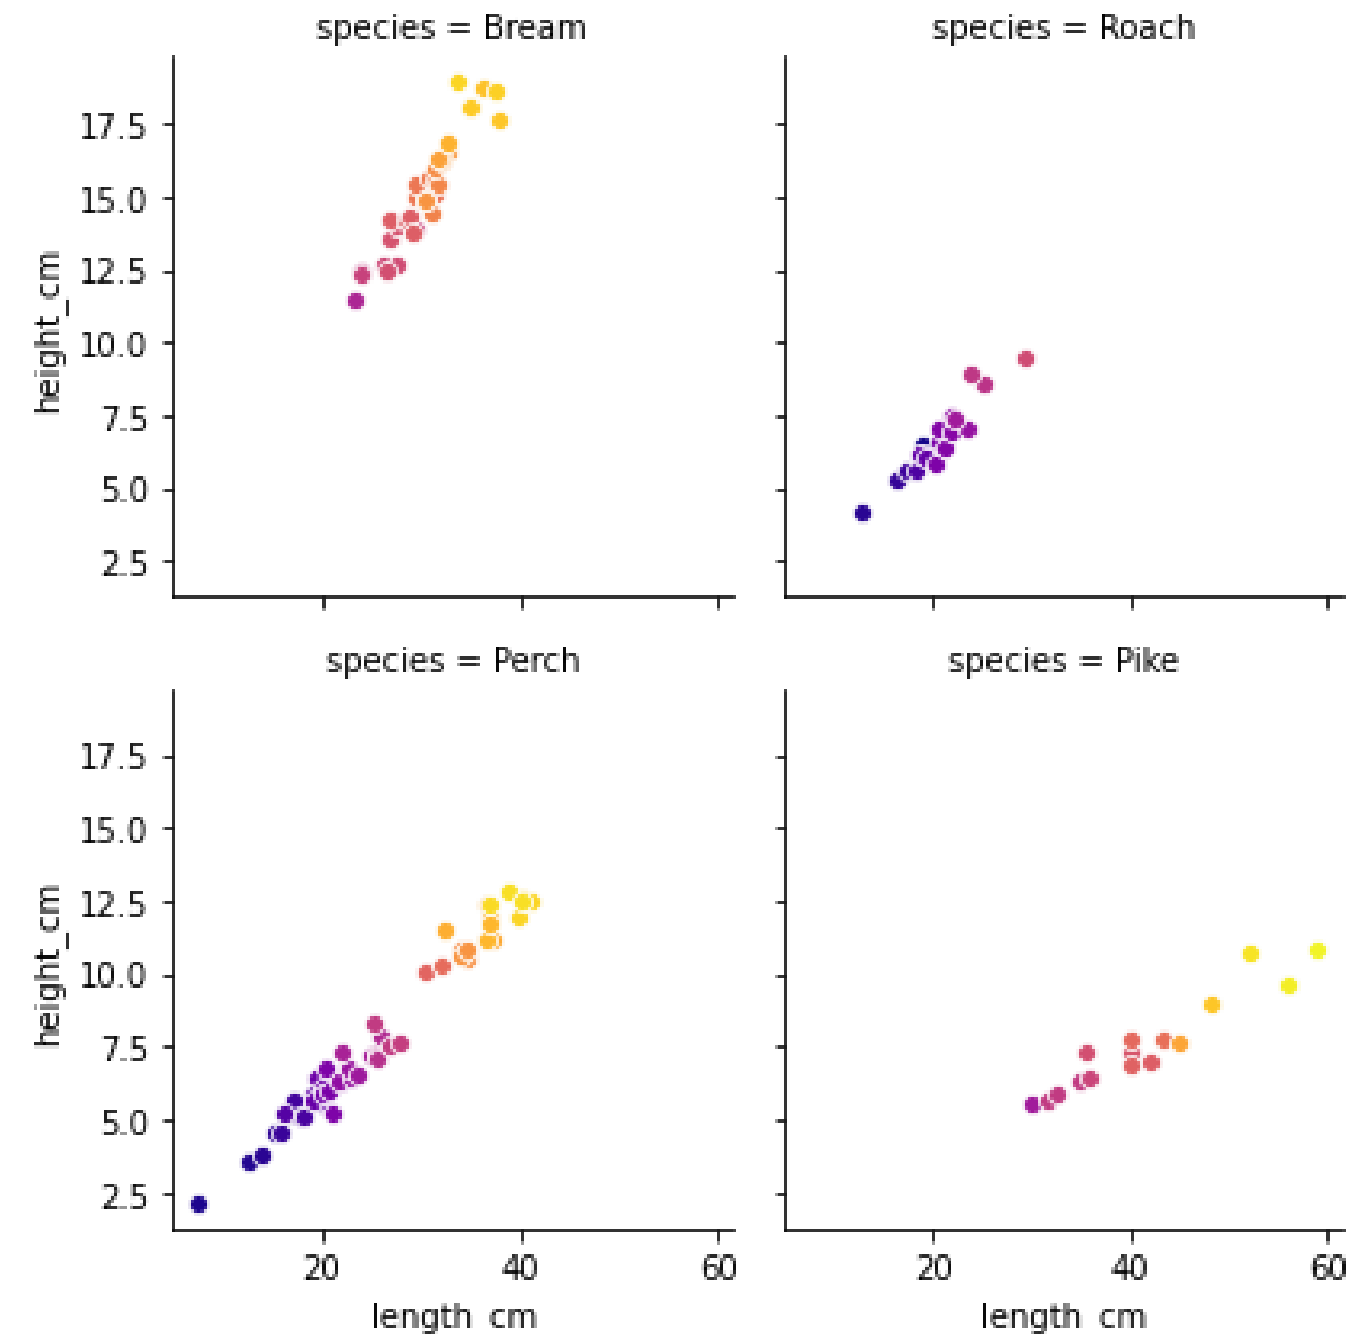 species = Bream
species = Roach
17.5
15.0
12.5
10.0
7.5
5.0
2.5
height_cm
species = Perch
species = Pike
17.5
15.0
12.5
10.0
7.5
5.0
2.5
height_cm
20 40 60
20 40 60
length_cm
length_cm